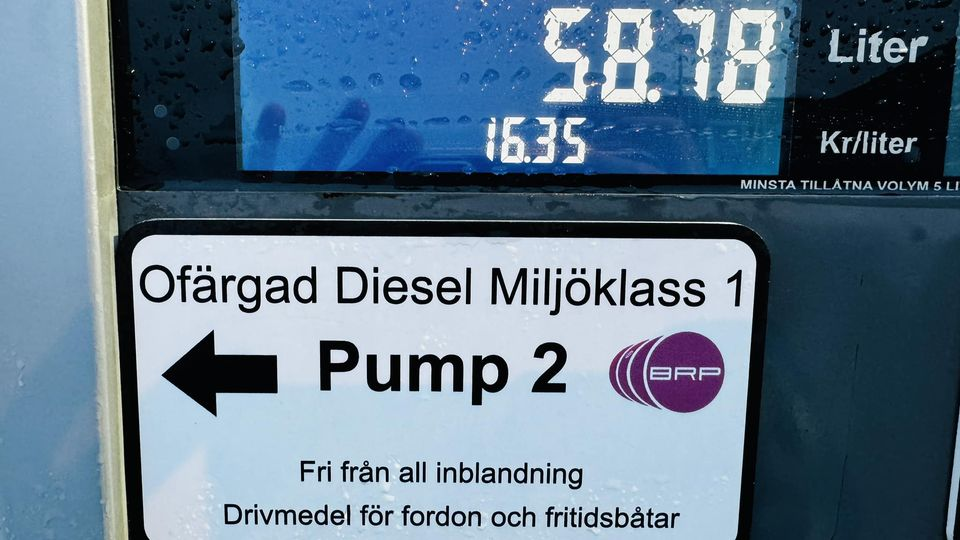 58.78 Liter
16.35 Kr/liter
MINSTA TILLÅTNA VOLYM 5
Ofärgad Diesel Miljöklass 1
Pump 2
BRP
Fri från all inblandning
Drivmedel för fordon och fritidsbåtar